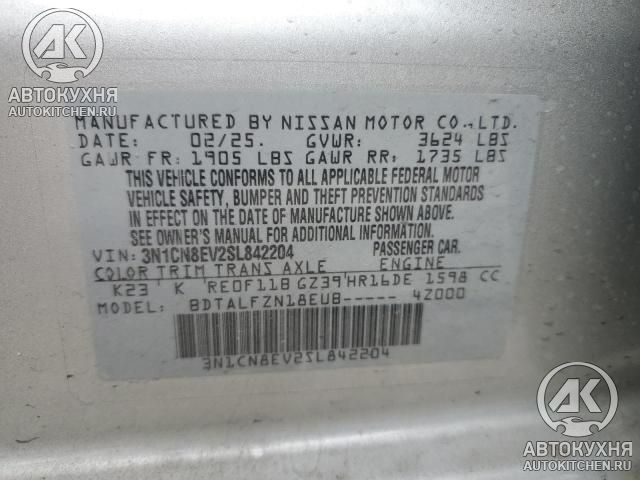 AK
АВТОКУХНЯ
AUTOKITCHEN.RU
MANUFACTURED BY NISSAN MOTOR CO.,LTD.
DATE: 02/25. GVWR: 3624 LBS
GAWR FR: 1905 LBS GAWR RR: 1735 LBS
THIS VEHICLE CONFORMS TO ALL APPLICABLE FEDERAL MOTOR
VEHICLE SAFETY, BUMPER AND THEFT PREVENTION STANDARDS
IN EFFECT ON THE DATE OF MANUFACTURE SHOWN ABOVE.
SEE OWNER'S MANUAL FOR ADDITIONAL INFORMATION.
VIN: 3N1CN8EV2SL842204 PASSENGER CAR.
COLOR TRIM TRANS AXLE ENGINE
K23 K RE0F11B GZ39 HR16DE 1598 CC
MODEL: BDTALFZN18EUB----- 4Z000
3N1CN8EV2SL842204
AK
АВТОКУХНЯ
AUTOKITCHEN.RU